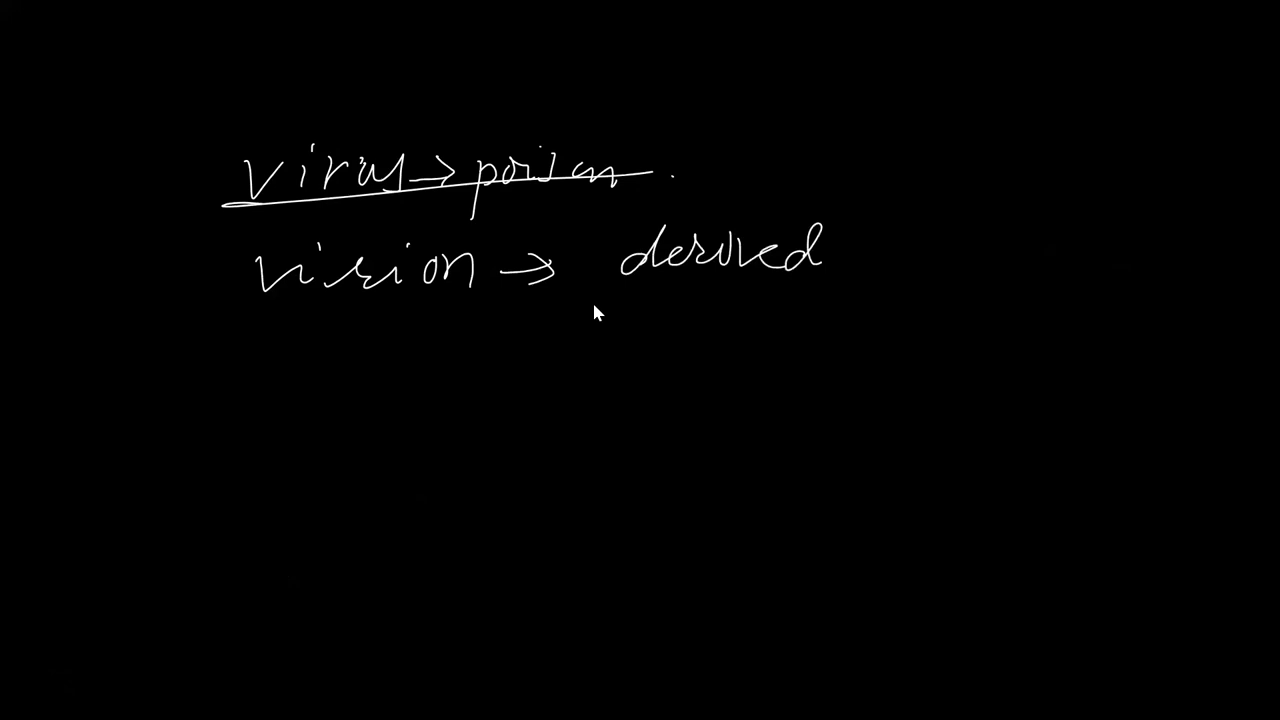 virus → poison.
virion → derived